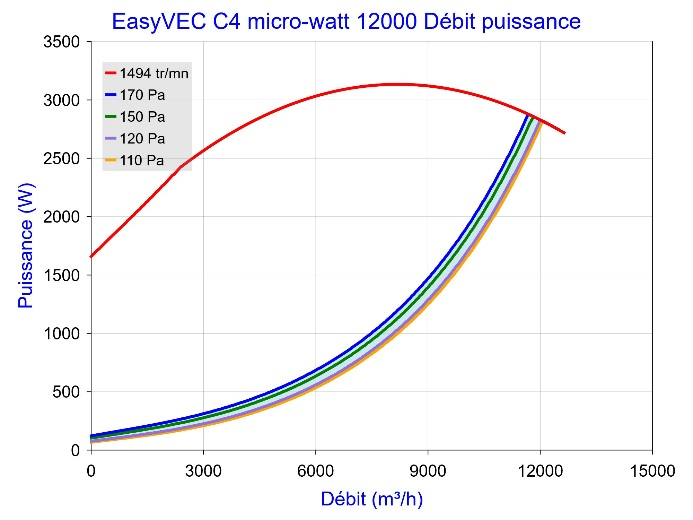 EasyVEC C4 micro-watt 12000 Débit puissance
3500
3000
2500
2000
1500
1000
500
0
Puissance (W)
1494 tr/mn
170 Pa
150 Pa
120 Pa
110 Pa
0 3000 6000 9000 12000 15000
Débit (m³/h)